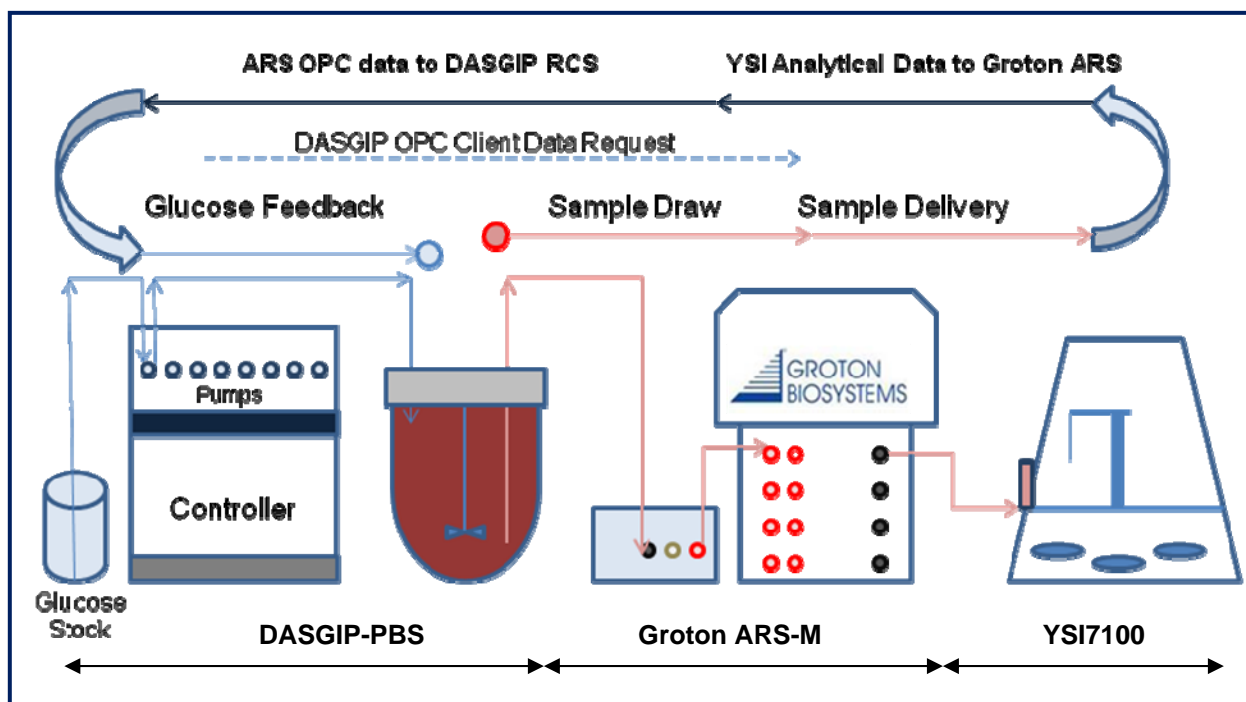 ARS OPC data to DASGIP RCS
YSI Analytical Data to Groton ARS
DASGIP OPC Client Data Request
Glucose Feedback
Sample Draw
Sample Delivery
GROTON
BIOSYSTEMS
Pumps
Controller
Glucose
Stock
DASGIP-PBS
Groton ARS-M
YSI7100